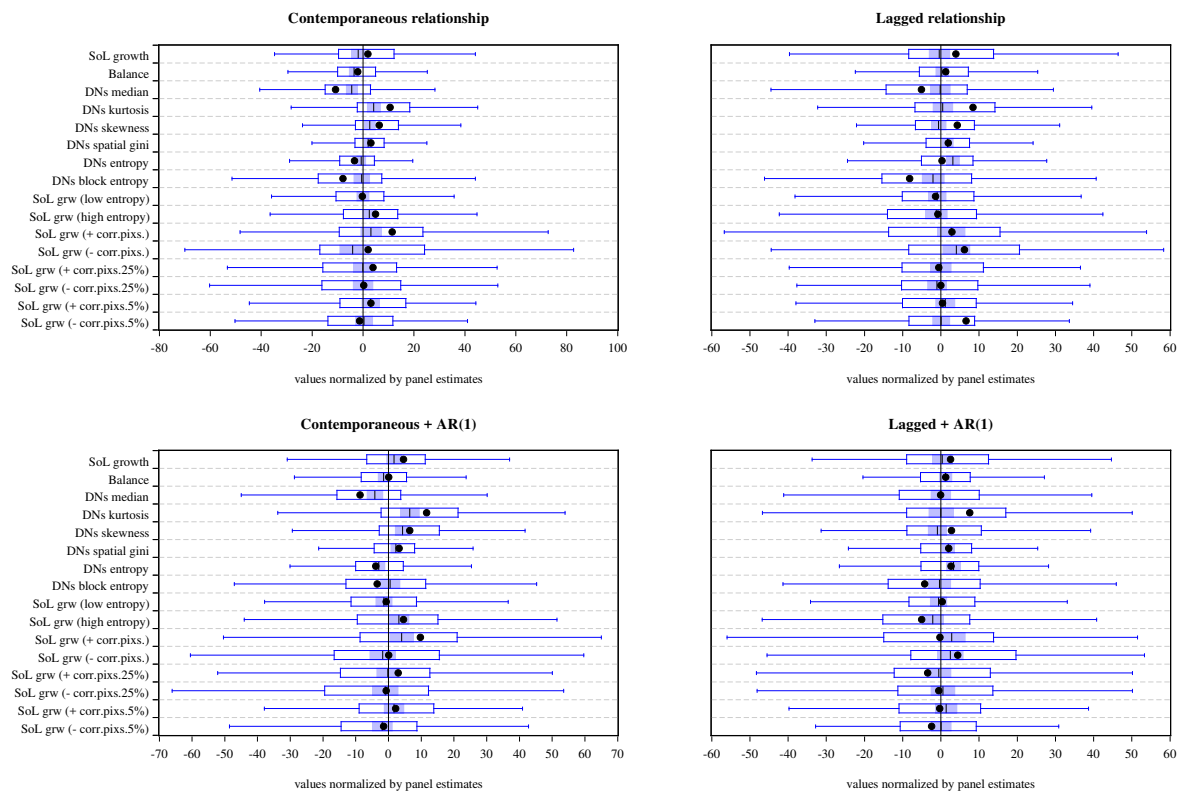 Contemporaneous relationship
SoL growth
Balance
DNs median
DNs kurtosis
DNs skewness
DNs spatial gini
DNs entropy
DNs block entropy
SoL grw (low entropy)
SoL grw (high entropy)
SoL grw (+ corr.pixs.)
SoL grw (- corr.pixs.)
SoL grw (+ corr.pixs.25%)
SoL grw (- corr.pixs.25%)
SoL grw (+ corr.pixs.5%)
SoL grw (- corr.pixs.5%)
-80 -60 -40 -20 0 20 40 60 80 100
values normalized by panel estimates
Lagged relationship
-60 -50 -40 -30 -20 -10 0 10 20 30 40 50 60
values normalized by panel estimates
Contemporaneous + AR(1)
SoL growth
Balance
DNs median
DNs kurtosis
DNs skewness
DNs spatial gini
DNs entropy
DNs block entropy
SoL grw (low entropy)
SoL grw (high entropy)
SoL grw (+ corr.pixs.)
SoL grw (- corr.pixs.)
SoL grw (+ corr.pixs.25%)
SoL grw (- corr.pixs.25%)
SoL grw (+ corr.pixs.5%)
SoL grw (- corr.pixs.5%)
-70 -60 -50 -40 -30 -20 -10 0 10 20 30 40 50 60 70
values normalized by panel estimates
Lagged + AR(1)
-60 -50 -40 -30 -20 -10 0 10 20 30 40 50 60
values normalized by panel estimates